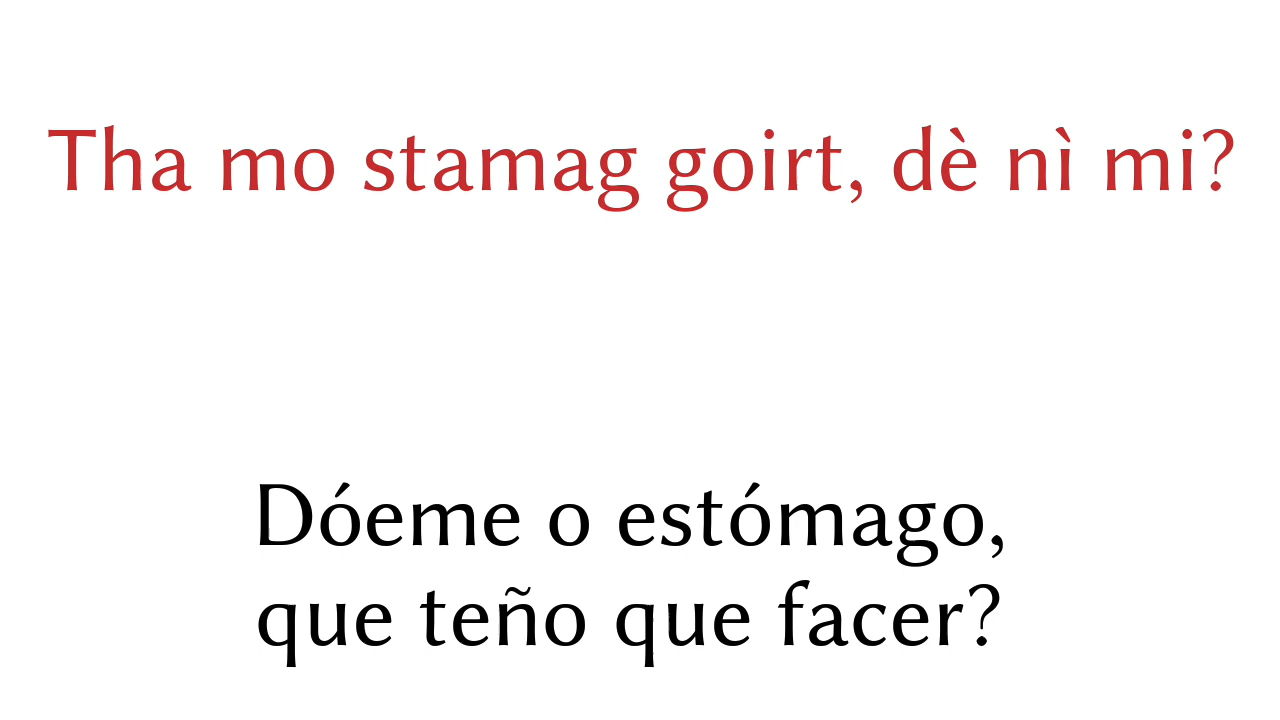 Tha mo stamag goirt, dè nì mi?
Dóeme o estómago,
que teño que facer?